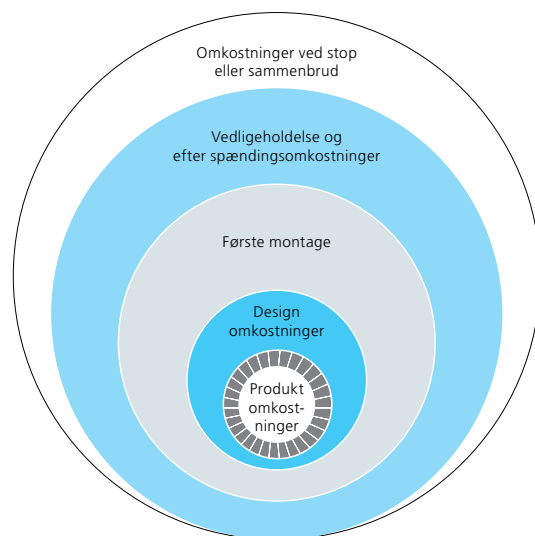 Omkostninger ved stop
eller sammenbrud
Vedligeholdelse og
efter spændingsomkostninger
Første montage
Design
omkostninger
Produkt
omkost-
ninger